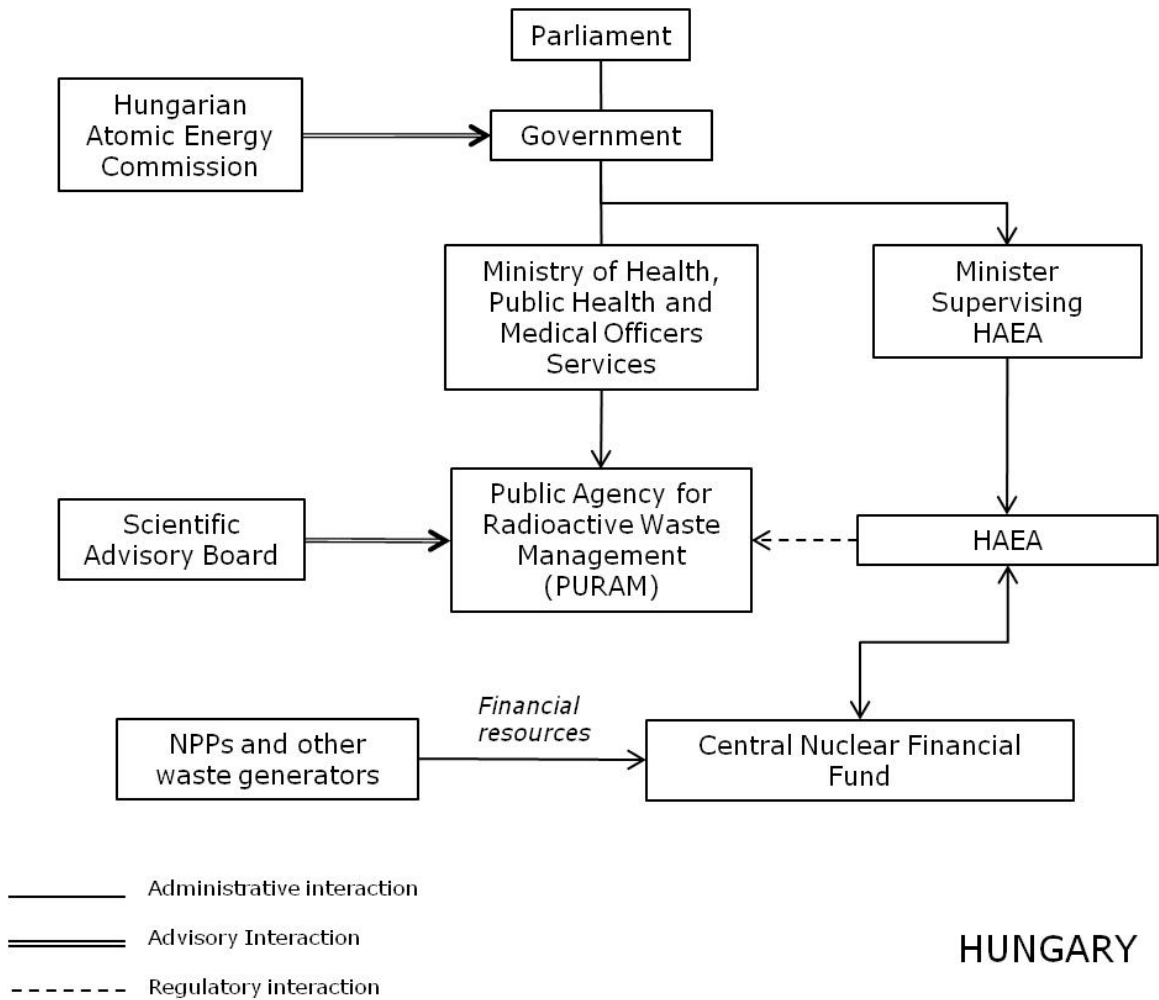 Parliament
Hungarian
Atomic Energy
Commission
Government
Ministry of Health,
Public Health and
Medical Officers
Services
Minister
Supervising
HAEA
Scientific
Advisory Board
Public Agency for
Radioactive Waste
Management
(PURAM)
HAEA
Financial
resources
NPPs and other
waste generators
Central Nuclear Financial
Fund
Administrative interaction
Advisory Interaction
Regulatory interaction
HUNGARY